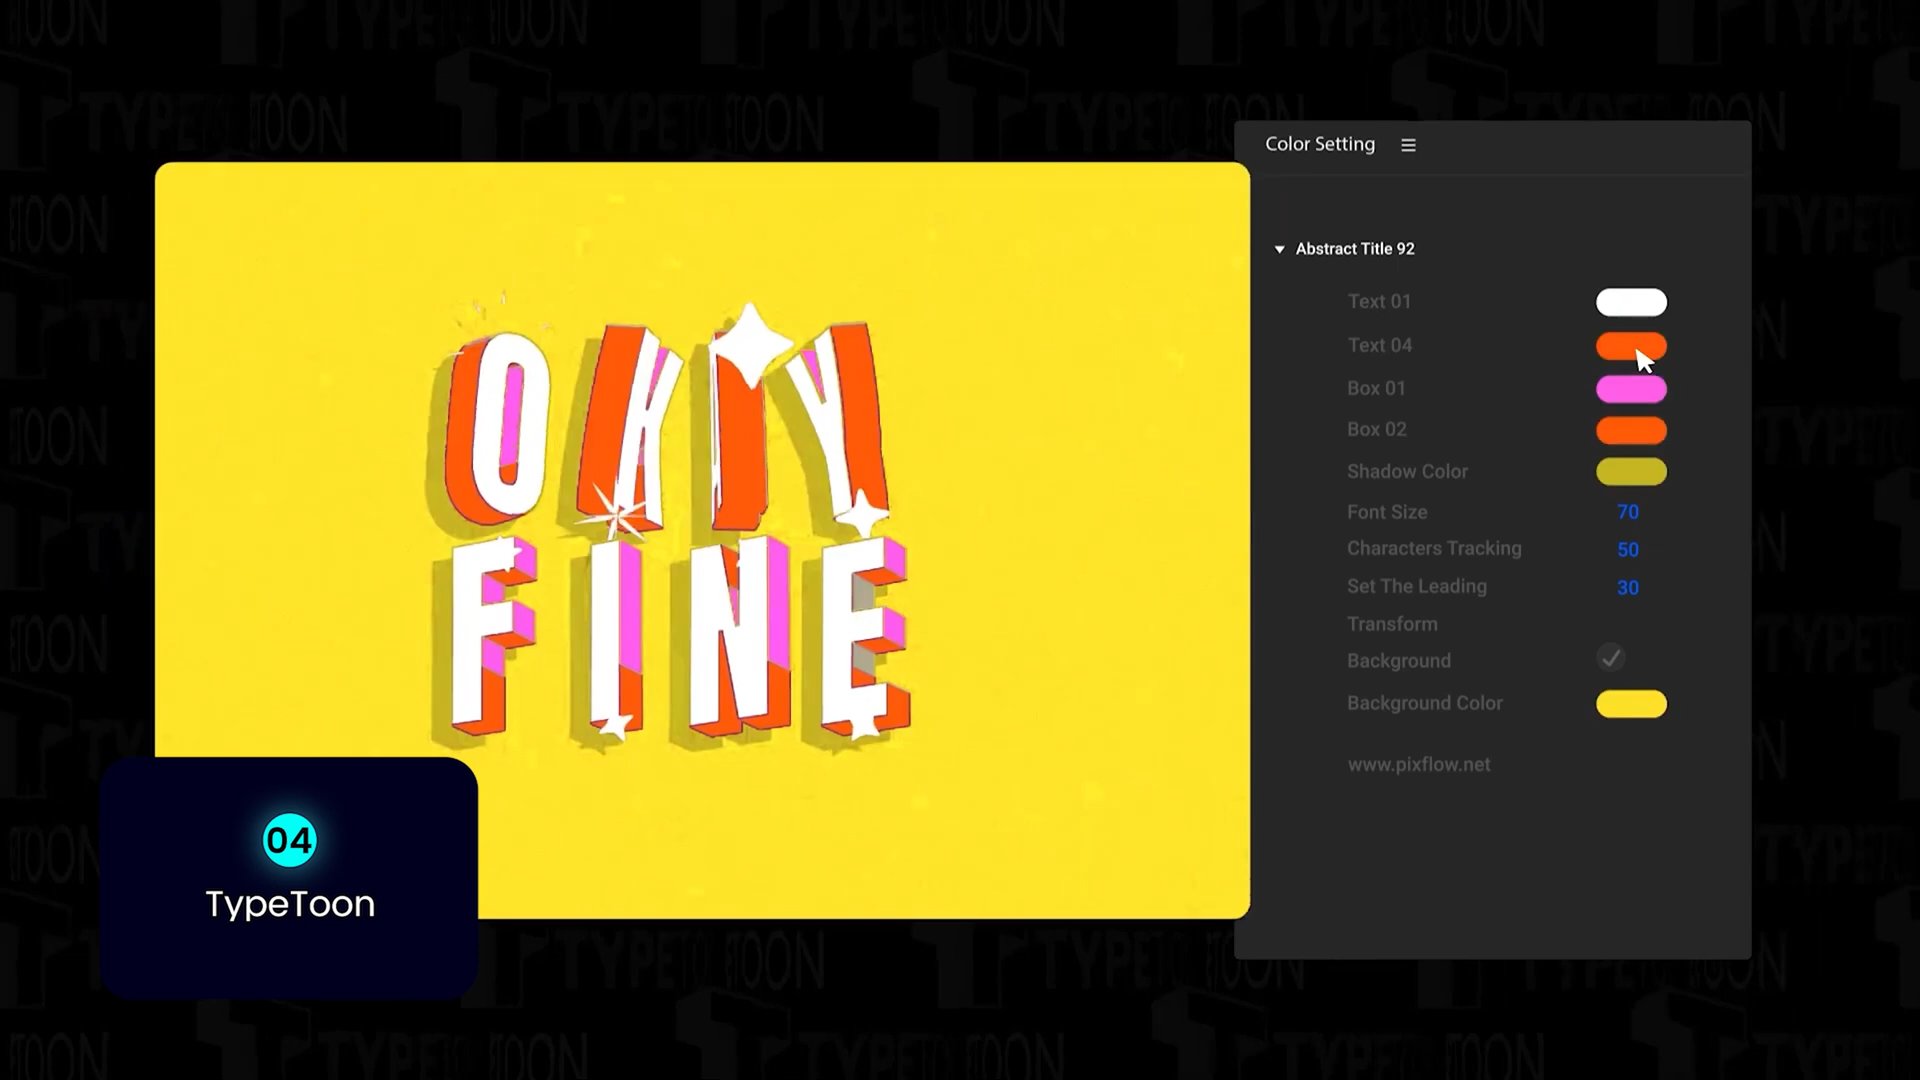 Color Setting
Abstract Title 92
Text 01
Text 04
Box 01
Box 02
Shadow Color
Font Size 70
Characters Tracking 50
Set The Leading 30
Transform
Background
Background Color
www.pixflow.net
FINE
04
TypeToon